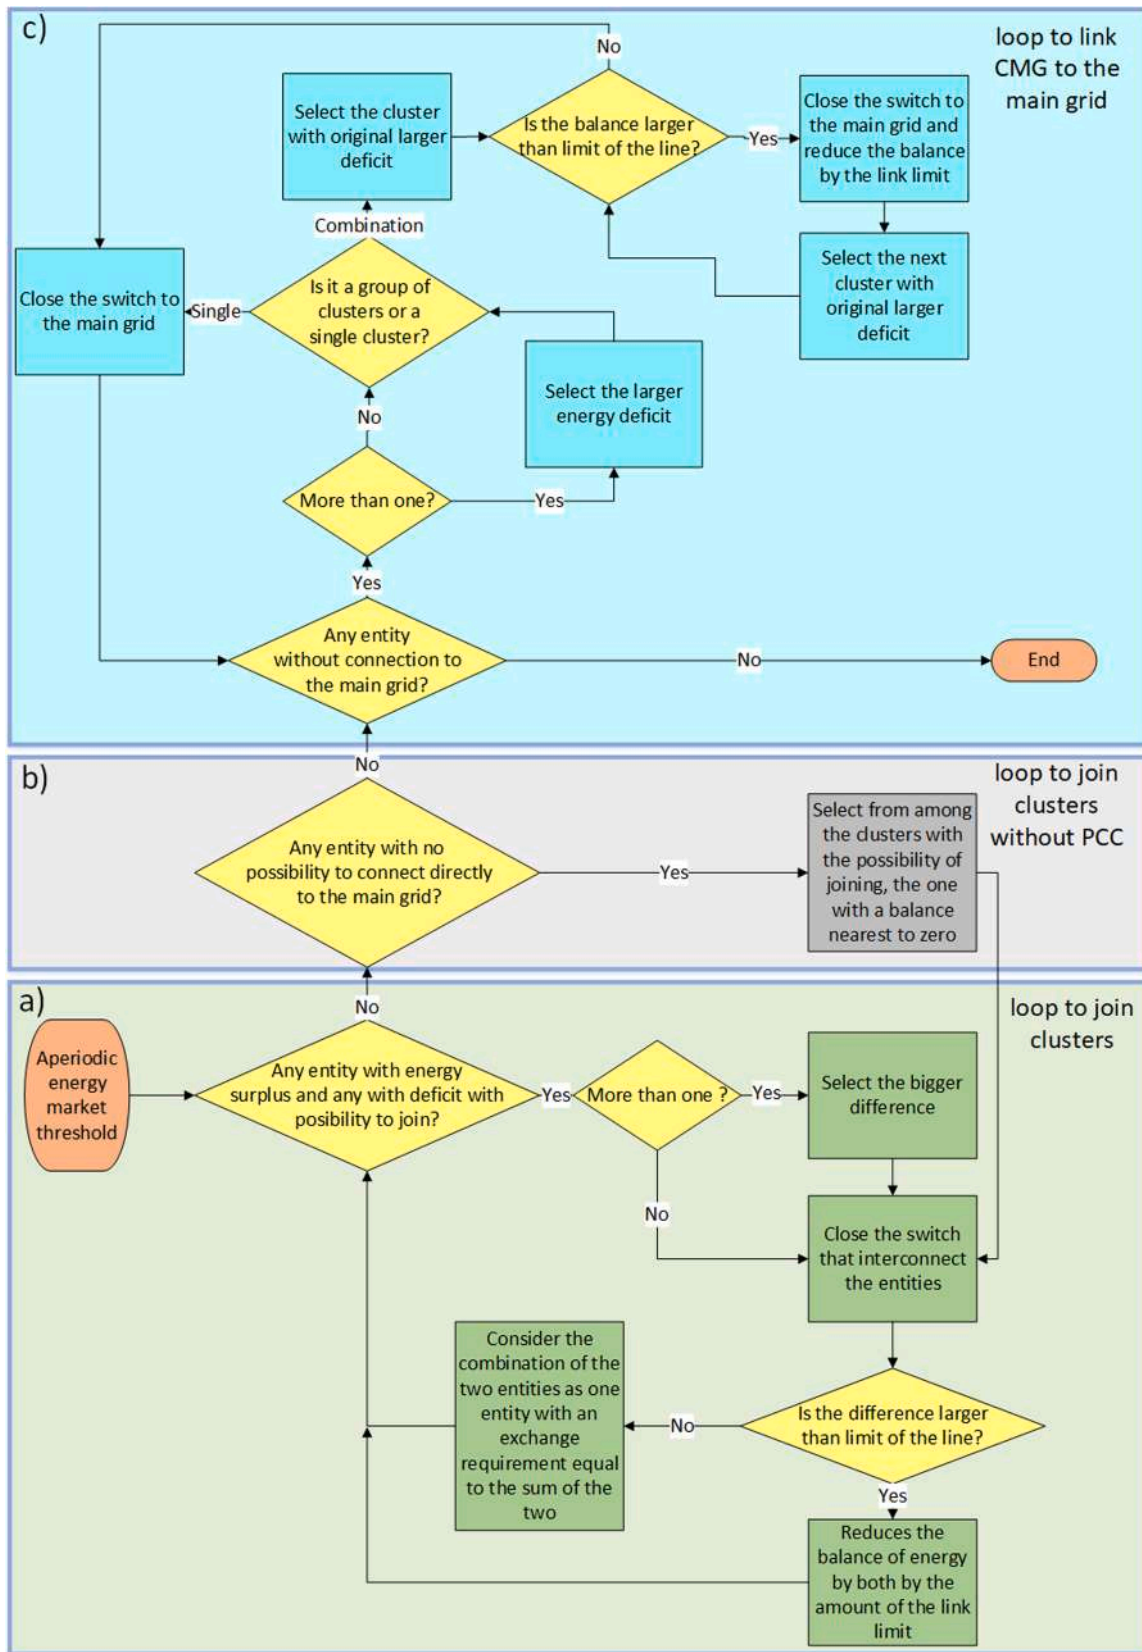 c)
loop to link
CMG to the
main grid
No
Select the cluster
with original larger
deficit
Is the balance larger
than limit of the line?
Yes
Close the switch to
the main grid and
reduce the balance
by the link limit
Combination
Select the next
cluster with
original larger
deficit
Close the switch to
the main grid
Single
Is it a group of
clusters or a
single cluster?
Select the larger
energy deficit
No
More than one?
Yes
Yes
Any entity
without connection to
the main grid?
No
End
No
b)
loop to join
clusters
without PCC
Any entity with no
possibility to connect directly
to the main grid?
Yes
Select from among
the clusters with
the possibility of
joining, the one
with a balance
nearest to zero
No
a)
loop to join
clusters
Aperiodic
energy
market
threshold
Any entity with energy
surplus and any with deficit with
posibility to join?
Yes
More than one ?
Yes
Select the bigger
difference
No
Close the switch
that interconnect
the entities
Consider the
combination of the
two entities as one
entity with an
exchange
requirement equal
to the sum of the
two
No
Is the difference larger
than limit of the line?
Yes
Reduces the
balance of energy
by both by the
amount of the link
limit